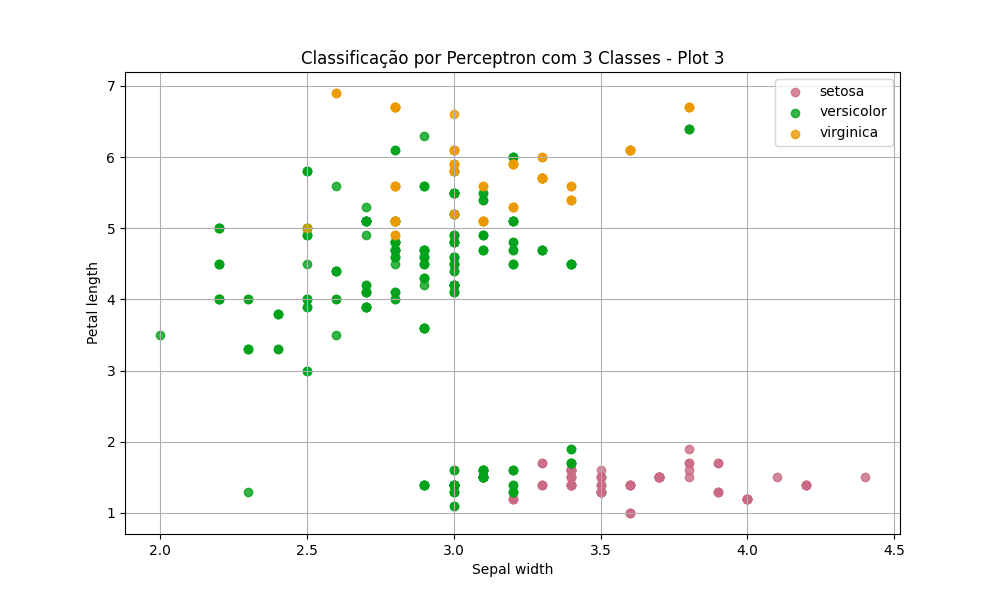 Classificação por Perceptron com 3 Classes - Plot 3
setosa
versicolor
virginica
Petal length
7
6
5
4
3
2
1
2.0 2.5 3.0 3.5 4.0 4.5
Sepal width